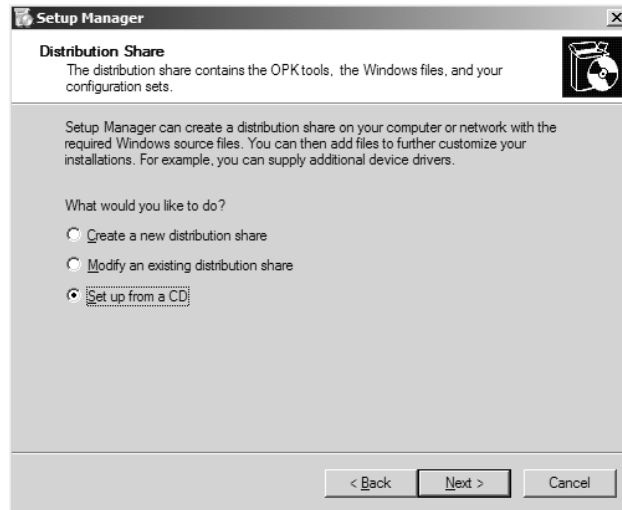 Setup Manager
Distribution Share
The distribution share contains the OPK tools, the Windows files, and your
configuration sets.
Setup Manager can create a distribution share on your computer or network with the
required Windows source files. You can then add files to further customize your
installations. For example, you can supply additional device drivers.
What would you like to do?
Create a new distribution share
Modify an existing distribution share
Set up from a CD
< Back Next > Cancel